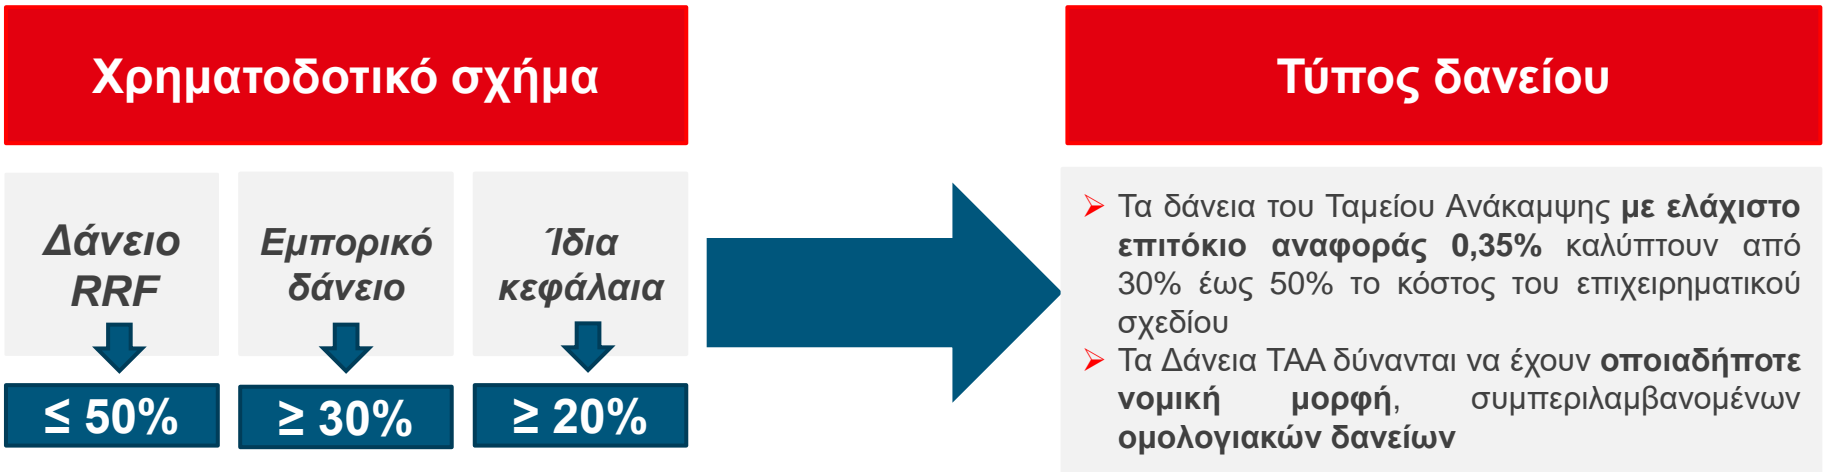 Χρηματοδοτικό σχήμα
Δάνειο
RRF
≤ 50%
Εμπορικό
δάνειο
≥ 30%
Ίδια
κεφάλαια
≥ 20%
Τύπος δανείου
➢ Τα δάνεια του Ταμείου Ανάκαμψης με ελάχιστο
επιτόκιο αναφοράς 0,35% καλύπτουν από
30% έως 50% το κόστος του επιχειρηματικού
σχεδίου
➢ Τα Δάνεια ΤΑΑ δύνανται να έχουν οποιαδήποτε
νομική μορφή, συμπεριλαμβανομένων
ομολογιακών δανείων